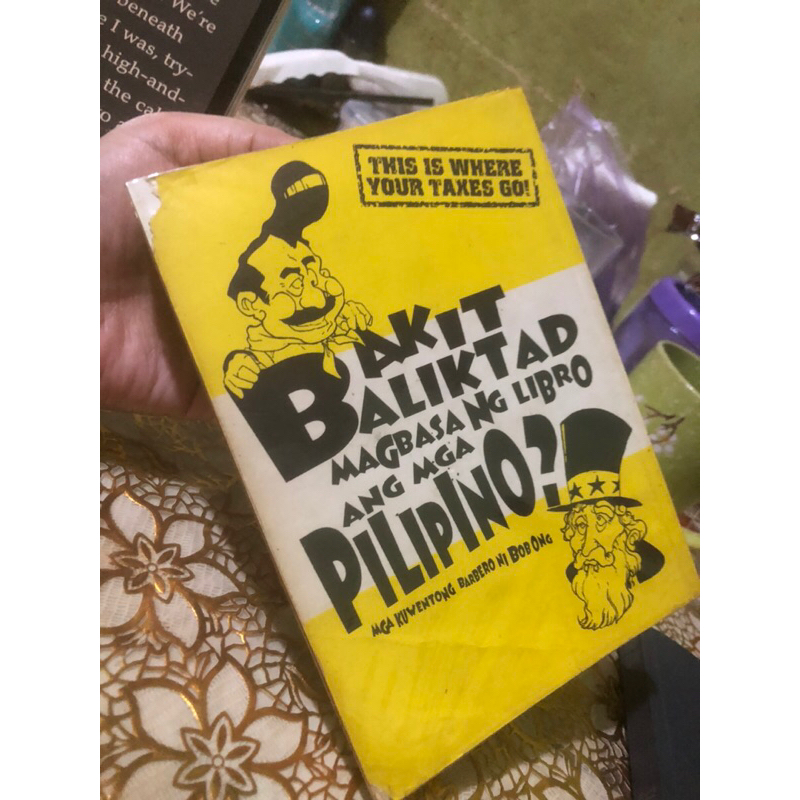 We're
beneath
I was, try-
high-and-
the
THIS IS WHERE
YOUR TAXES GO!
BAKIT
BALIKTAD
MAGBASA NG LIBRO
ANG MGA
PILIPINO?
MGA KUWENTONG BARBERO NI BOB ONG